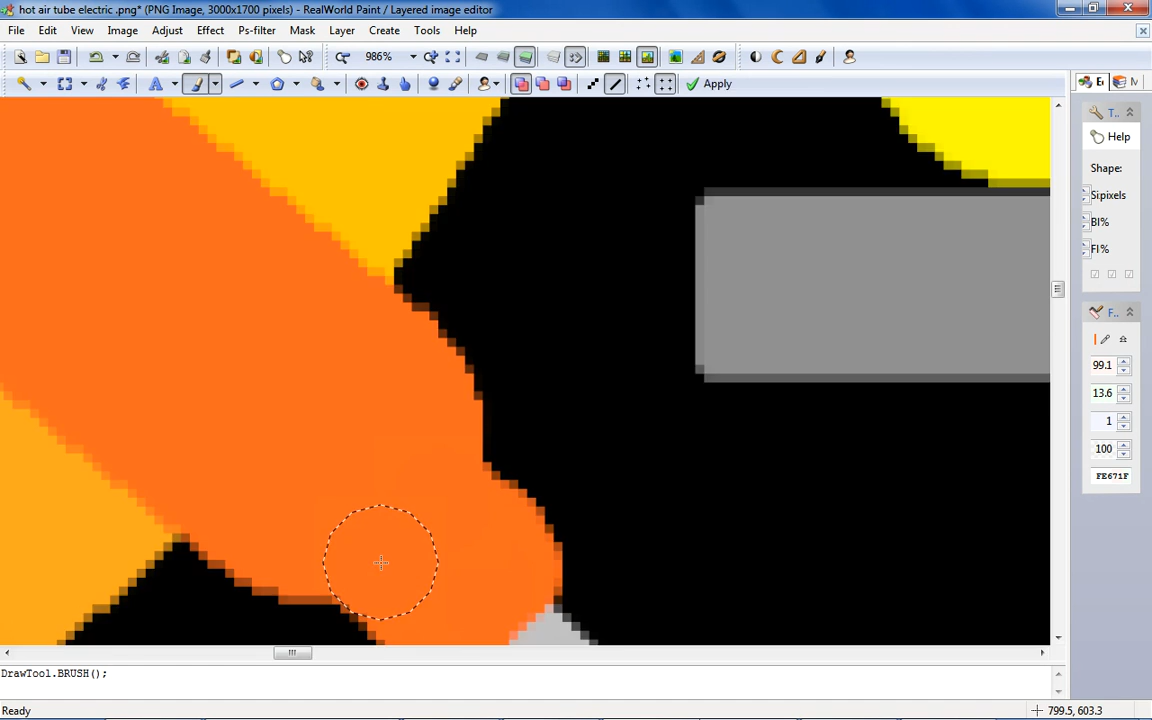 hot air tube electric .png* (PNG Image, 3000x1700 pixels) - RealWorld Paint / Layered image editor
File Edit View Image Adjust Effect Ps-filter Mask Layer Create Tools Help
986%
Apply
T..
Help
Shape:
Si pixels
Bl%
Fl%
F..
99.1
13.6
1
100
FE671F
DrawTool.BRUSH();
Ready
799.5, 603.3